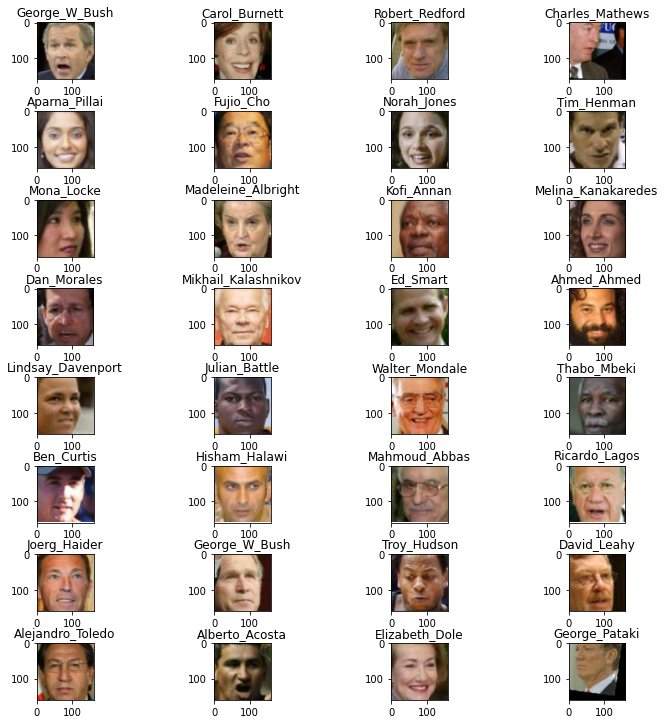 George_W_Bush Carol_Burnett Robert_Redford Charles_Mathews
0 0 0 0
100 100 100 100
0 100 0 100 0 100 0 100
Aparna_Pillai Fujio_Cho Norah_Jones Tim_Henman
0 0 0 0
100 100 100 100
0 100 0 100 0 100 0 100
Mona_Locke Madeleine_Albright Kofi_Annan Melina_Kanakaredes
0 0 0 0
100 100 100 100
0 100 0 100 0 100 0 100
Dan_Morales Mikhail_Kalashnikov Ed_Smart Ahmed_Ahmed
0 0 0 0
100 100 100 100
0 100 0 100 0 100 0 100
Lindsay_Davenport Julian_Battle Walter_Mondale Thabo_Mbeki
0 0 0 0
100 100 100 100
0 100 0 100 0 100 0 100
Ben_Curtis Hisham_Halawi Mahmoud_Abbas Ricardo_Lagos
0 0 0 0
100 100 100 100
0 100 0 100 0 100 0 100
Joerg_Haider George_W_Bush Troy_Hudson David_Leahy
0 0 0 0
100 100 100 100
0 100 0 100 0 100 0 100
Alejandro_Toledo Alberto_Acosta Elizabeth_Dole George_Pataki
0 0 0 0
100 100 100 100
0 100 0 100 0 100 0 100